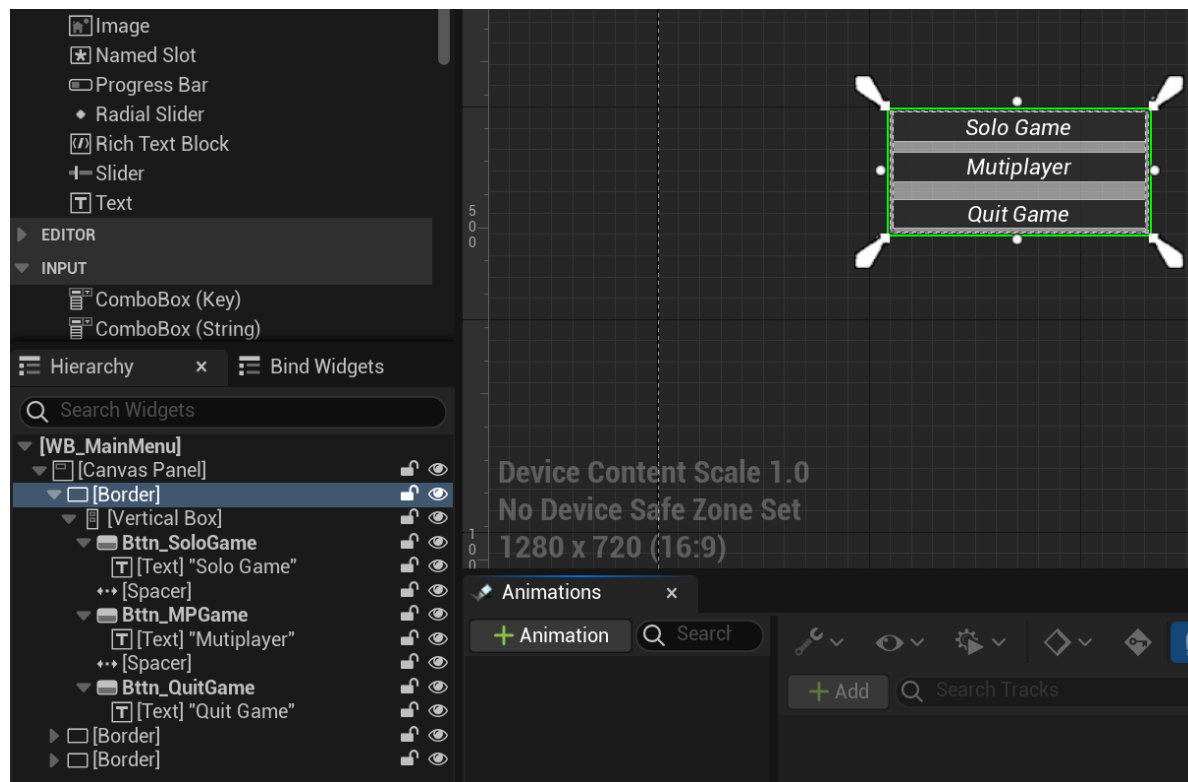 Image
Named Slot
Progress Bar
Radial Slider
Rich Text Block
Slider
Text
EDITOR
INPUT
ComboBox (Key)
ComboBox (String)
Hierarchy
Bind Widgets
Search Widgets
[WB_MainMenu]
[Canvas Panel]
[Border]
[Vertical Box]
Bttn_SoloGame
[Text] "Solo Game"
[Spacer]
Bttn_MPGame
[Text] "Mutiplayer"
[Spacer]
Bttn_QuitGame
[Text] "Quit Game"
[Border]
[Border]
Solo Game
Mutiplayer
Quit Game
500
Device Content Scale 1.0
No Device Safe Zone Set
1280 x 720 (16:9)
Animations
Animation
Search
Add
Search Tracks